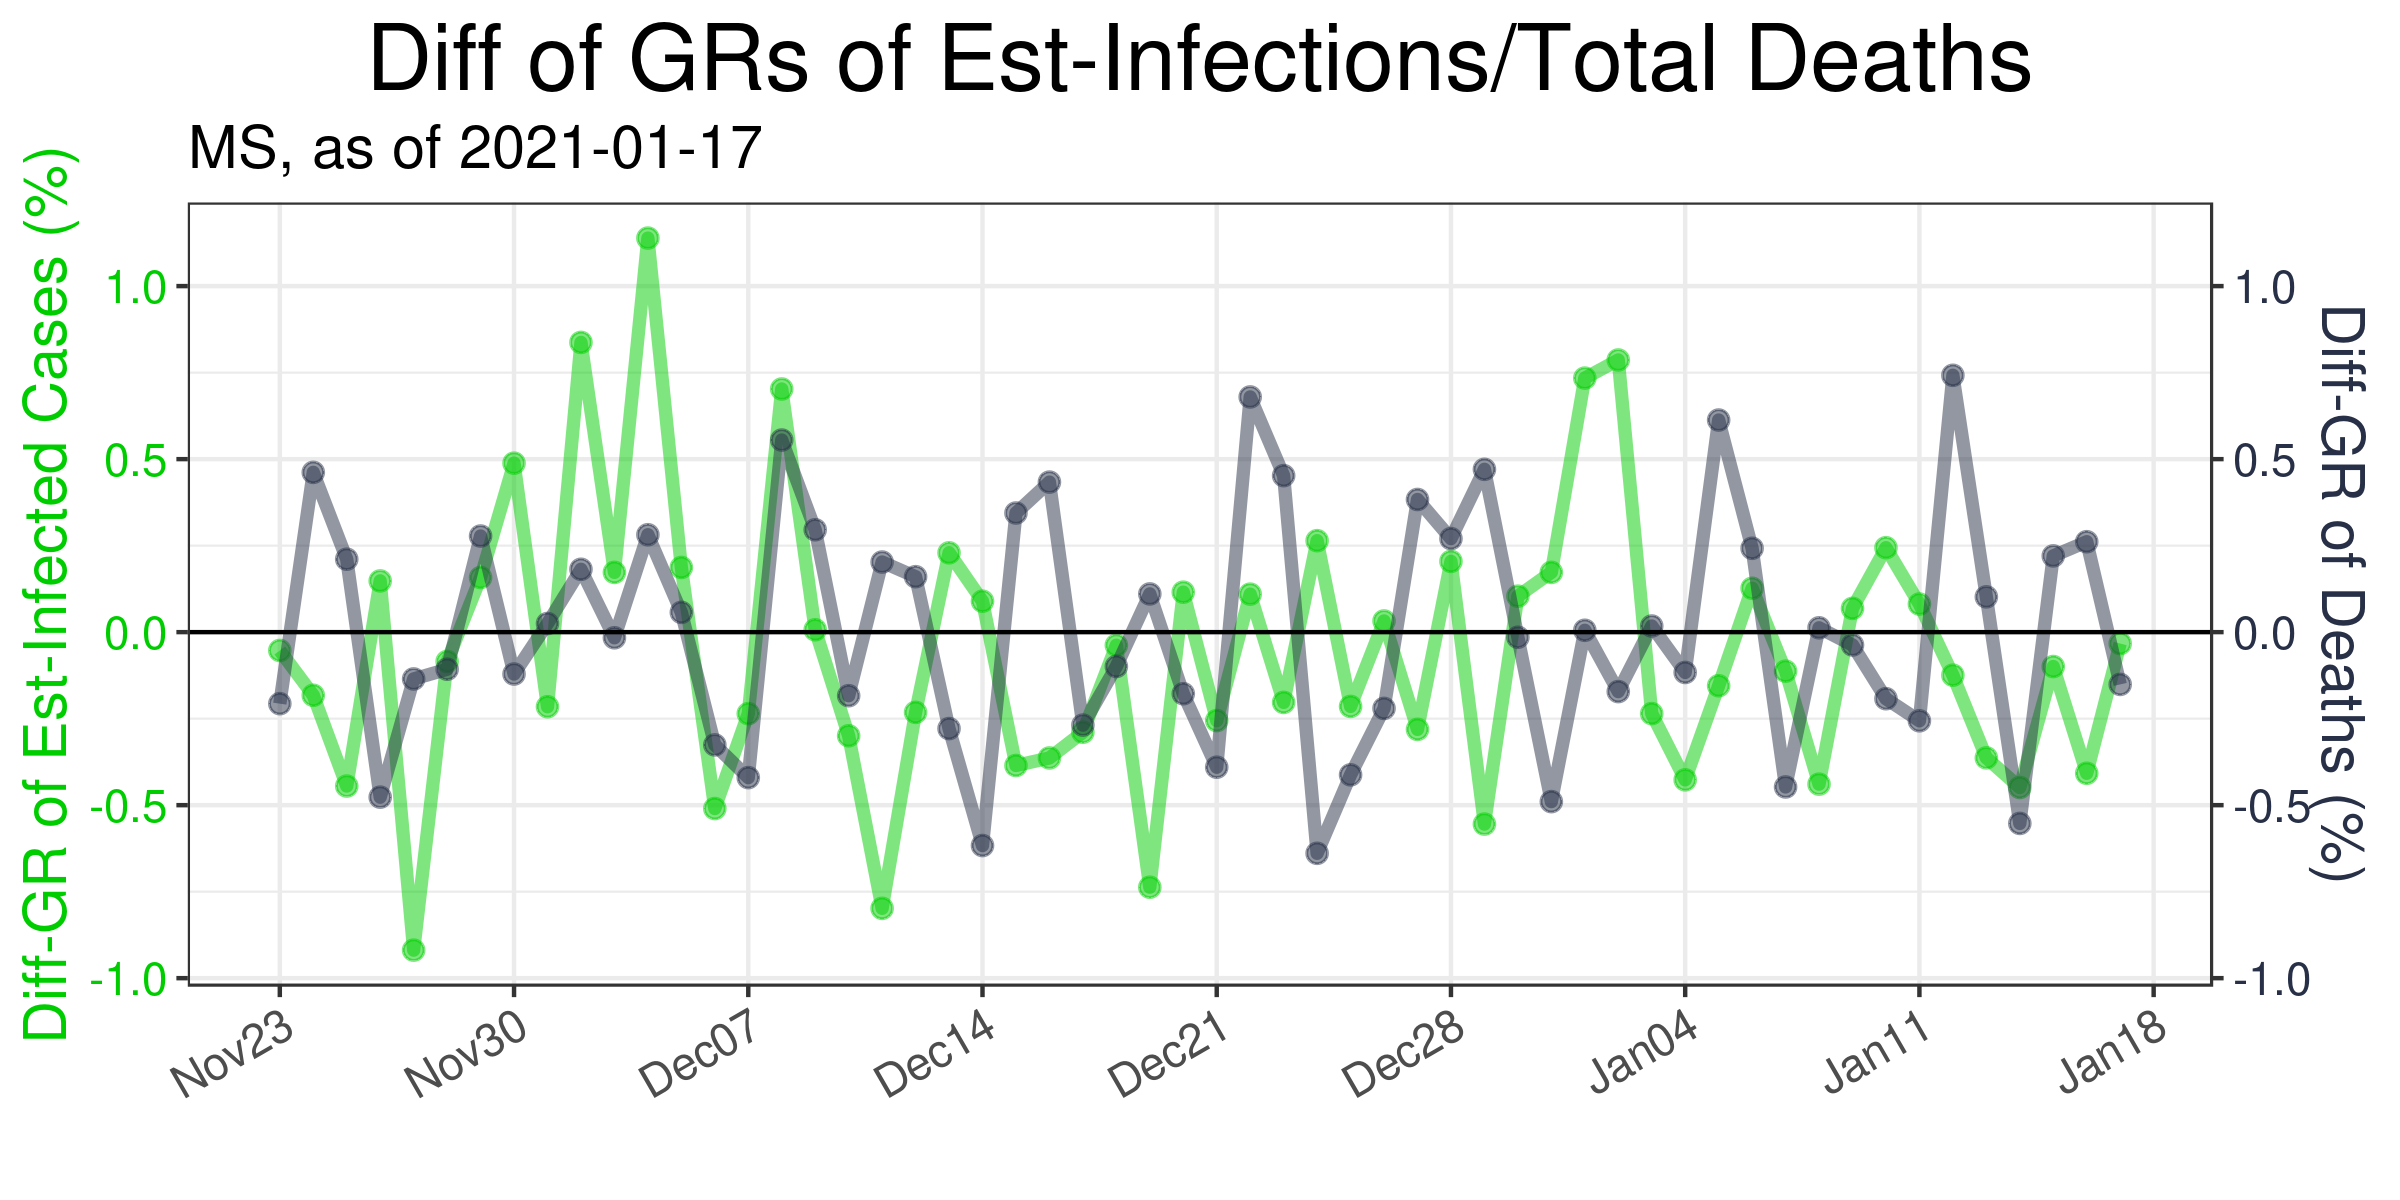 Diff of GRs of Est-Infections/Total Deaths
MS, as of 2021-01-17
Diff-GR of Est-Infected Cases (%)
1.0
0.5
0.0
-0.5
-1.0
1.0
0.5
0.0
-0.5
-1.0
Diff-GR of Deaths (%)
Nov23
Nov30
Dec07
Dec14
Dec21
Dec28
Jan04
Jan11
Jan18